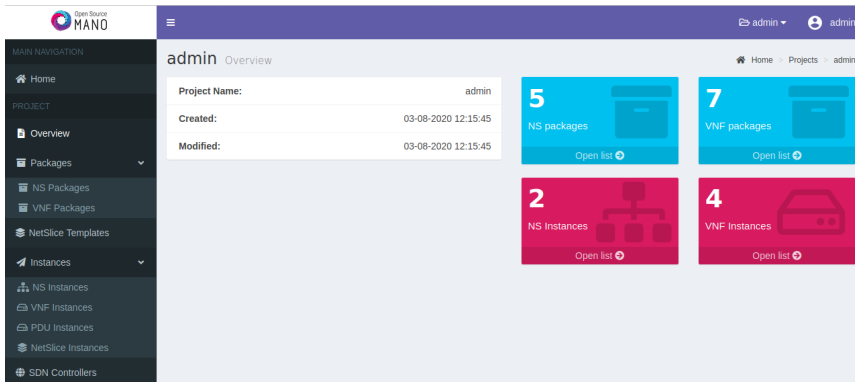 Open Source
MANO
admin
admin
MAIN NAVIGATION
Home
PROJECT
Overview
Packages
NS Packages
VNF Packages
NetSlice Templates
Instances
NS Instances
VNF Instances
PDU Instances
NetSlice Instances
SDN Controllers
admin Overview
Home > Projects > admin
Project Name: admin
Created: 03-08-2020 12:15:45
Modified: 03-08-2020 12:15:45
5
NS packages
Open list
7
VNF packages
Open list
2
NS Instances
Open list
4
VNF Instances
Open list